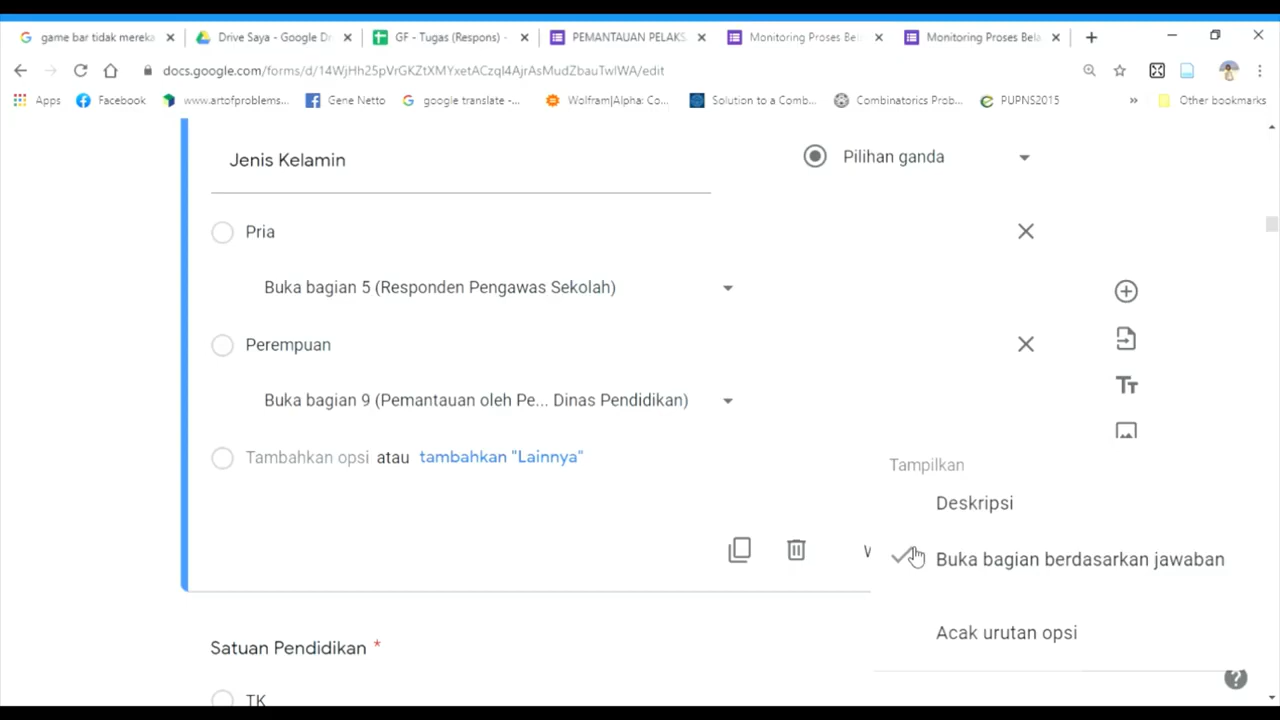 game bar tidak mereka
Drive Saya - Google Dr
GF - Tugas (Respons) -
PEMANTAUAN PELAKS
Monitoring Proses Bel
Monitoring Proses Bela
docs.google.com/forms/d/14WjHh25pVrGKZtXMYxetACzql4AjrAsMudZbauTwlWA/edit
Apps
Facebook
www.artofproblems...
Gene Netto
google translate -...
Wolfram|Alpha: Co...
Solution to a Comb...
Combinatorics Prob...
PUPNS2015
»
Other bookmarks
Jenis Kelamin
Pilihan ganda
Pria
Buka bagian 5 (Responden Pengawas Sekolah)
Perempuan
Buka bagian 9 (Pemantauan oleh Pe... Dinas Pendidikan)
Tambahkan opsi atau tambahkan "Lainnya"
Tampilkan
Deskripsi
Buka bagian berdasarkan jawaban
Acak urutan opsi
Satuan Pendidikan *
TK